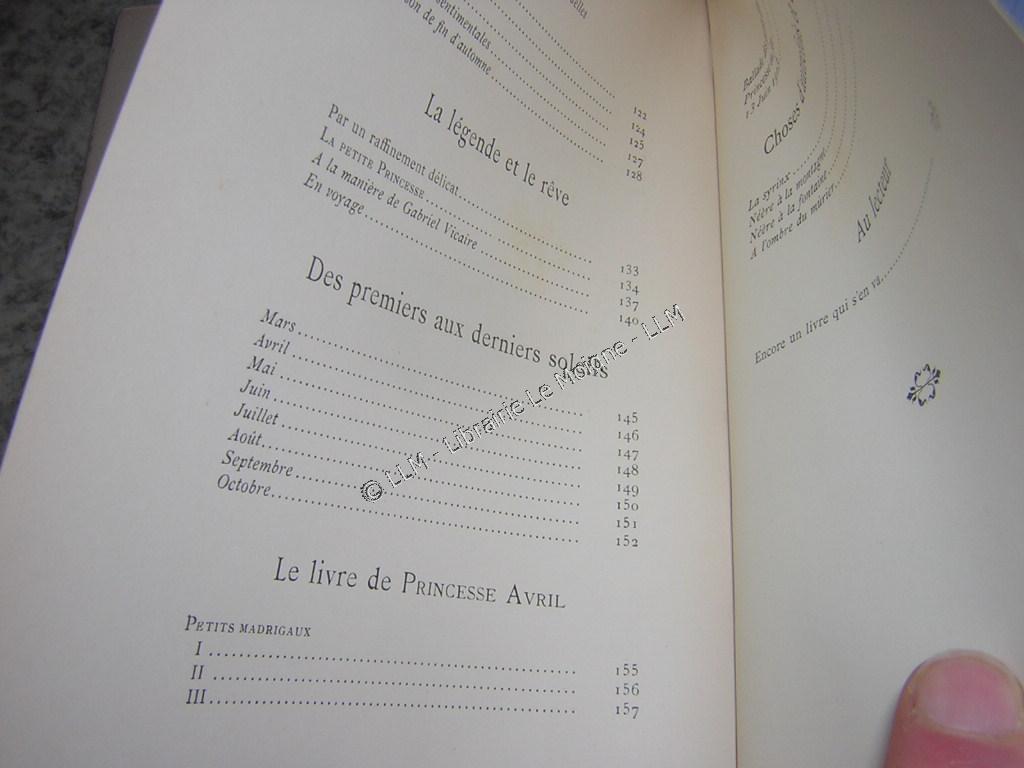 elles
sentimentales
son de fin d'automne
122
124
125
127
128
La légende et le rêve
Par un raffinement délicat 133
LA PETITE PRINCESSE 134
A la manière de Gabriel Vicaire 137
En voyage 140
Des premiers aux derniers soleils
Mars 145
Avril 146
Mai 147
Juin 148
Juillet 149
Août 150
Septembre 151
Octobre 152
Le livre de PRINCESSE AVRIL
PETITS MADRIGAUX
I 155
II 156
III 157
Choses
La syrinx
Néère à la montagne
Néère à la fontaine
A l'ombre du mûrier
Au lecteur
Encore un livre qui s'en va
© LLM - Librairie Le Moigne - LLM